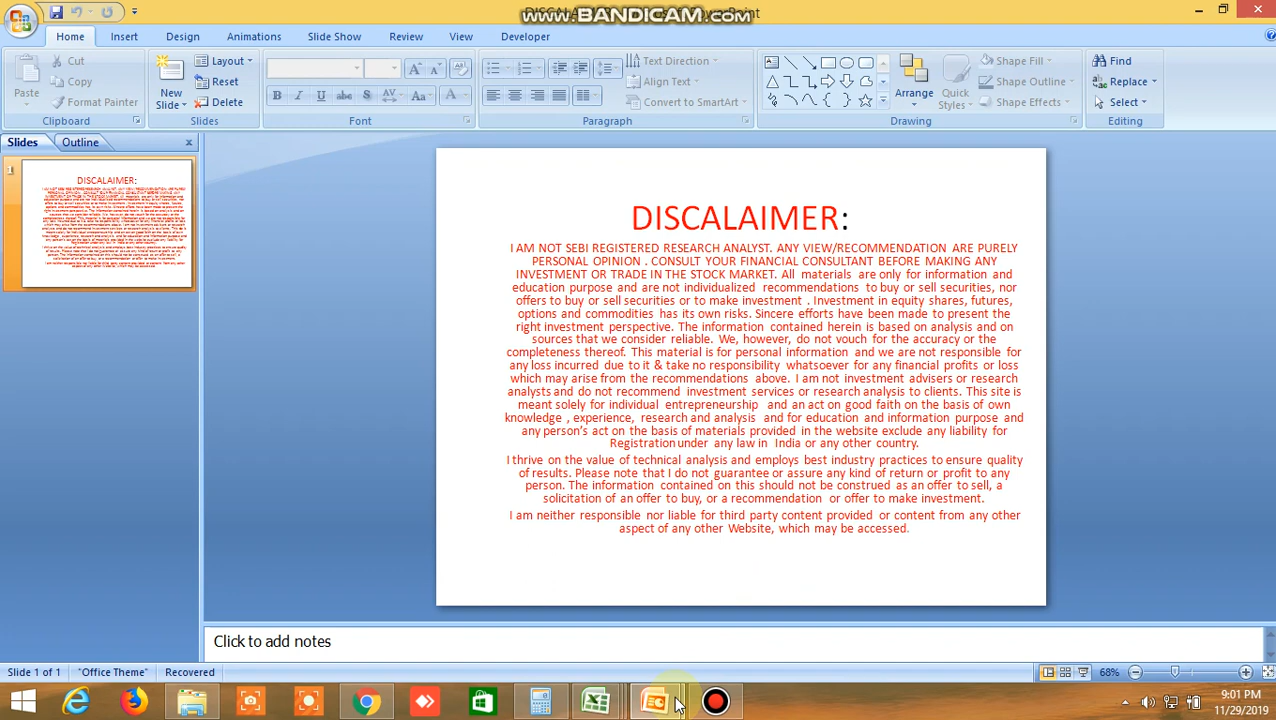 www.BANDICAM.com
Home Insert Design Animations Slide Show Review View Developer
Paste
Cut
Copy
Format Painter
Clipboard
New Slide
Layout
Reset
Delete
Slides
B I U abc S AV Aa A
Font
Text Direction
Align Text
Convert to SmartArt
Paragraph
Arrange
Quick Styles
Shape Fill
Shape Outline
Shape Effects
Drawing
Find
Replace
Select
Editing
Slides Outline
1
DISCALAIMER:
DISCALAIMER:
I AM NOT SEBI REGISTERED RESEARCH ANALYST. ANY VIEW/RECOMMENDATION ARE PURELY
PERSONAL OPINION . CONSULT YOUR FINANCIAL CONSULTANT BEFORE MAKING ANY
INVESTMENT OR TRADE IN THE STOCK MARKET. All materials are only for information and
education purpose and are not individualized recommendations to buy or sell securities, nor
offers to buy or sell securities or to make investment . Investment in equity shares, futures,
options and commodities has its own risks. Sincere efforts have been made to present the
right investment perspective. The information contained herein is based on analysis and on
sources that we consider reliable. We, however, do not vouch for the accuracy or the
completeness thereof. This material is for personal information and we are not responsible for
any loss incurred due to it & take no responsibility whatsoever for any financial profits or loss
which may arise from the recommendations above. I am not investment advisers or research
analysts and do not recommend investment services or research analysis to clients. This site is
meant solely for individual entrepreneurship and an act on good faith on the basis of own
knowledge , experience, research and analysis and for education and information purpose and
any person's act on the basis of materials provided in the website exclude any liability for
Registration under any law in India or any other country.
I thrive on the value of technical analysis and employs best industry practices to ensure quality
of results. Please note that I do not guarantee or assure any kind of return or profit to any
person. The information contained on this should not be construed as an offer to sell, a
solicitation of an offer to buy, or a recommendation or offer to make investment.
I am neither responsible nor liable for third party content provided or content from any other
aspect of any other Website, which may be accessed.
Click to add notes
Slide 1 of 1 "Office Theme" Recovered 68%
9:01 PM
11/29/2019